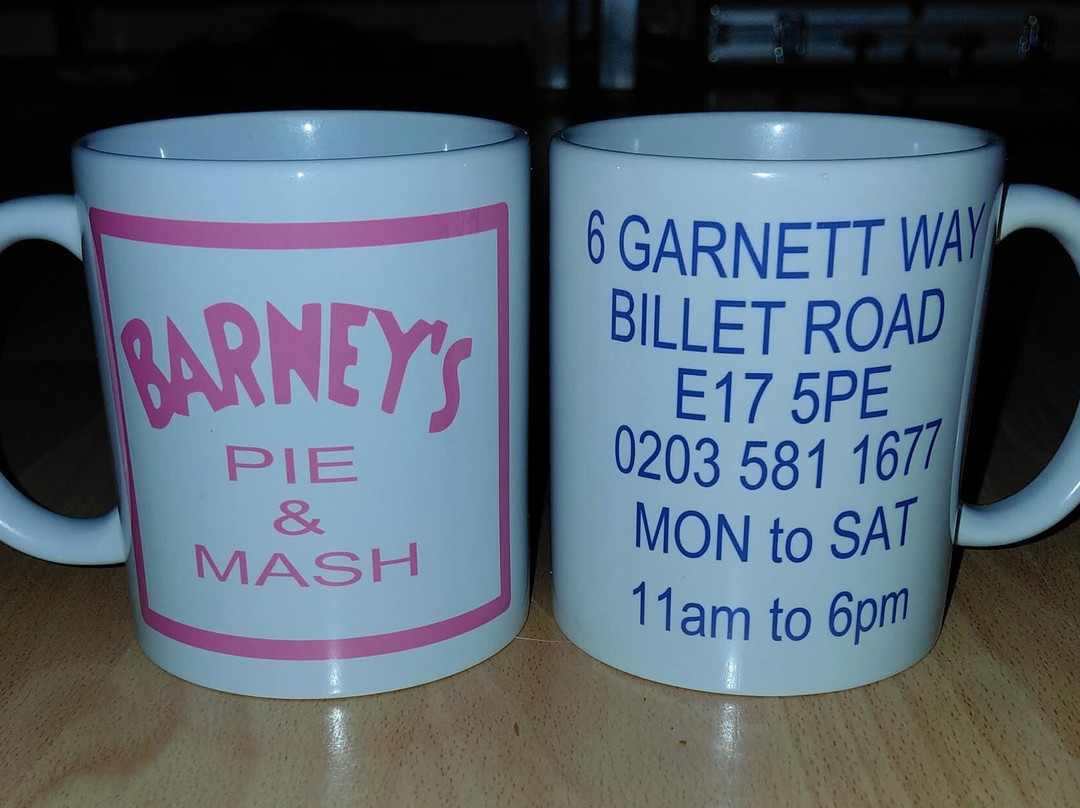 BARNEY'S
PIE
&
MASH
6 GARNETT WAY
BILLET ROAD
E17 5PE
0203 581 1677
MON to SAT
11am to 6pm